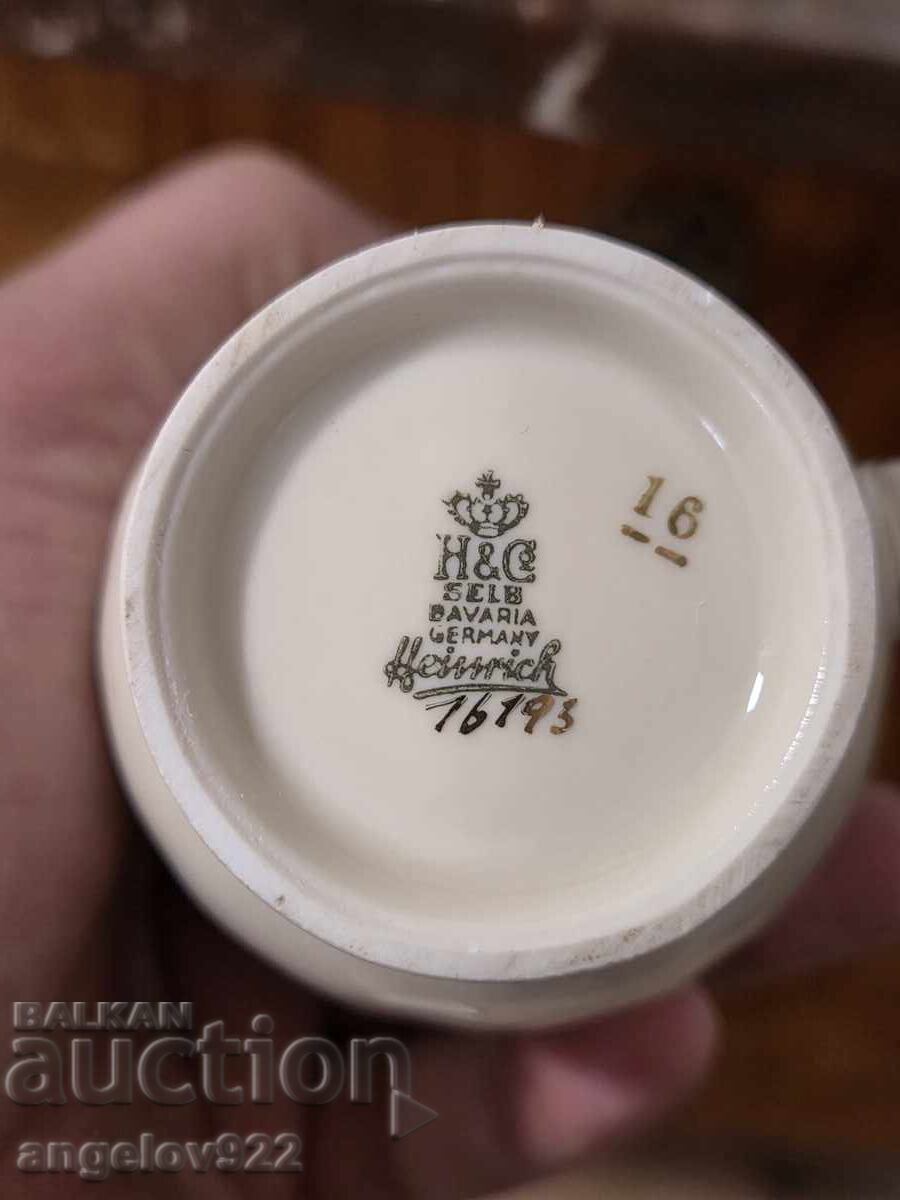 H&Co
SELB
BAVARIA
GERMANY
Heinrich
16193
16
BALKAN
auction
angelov922